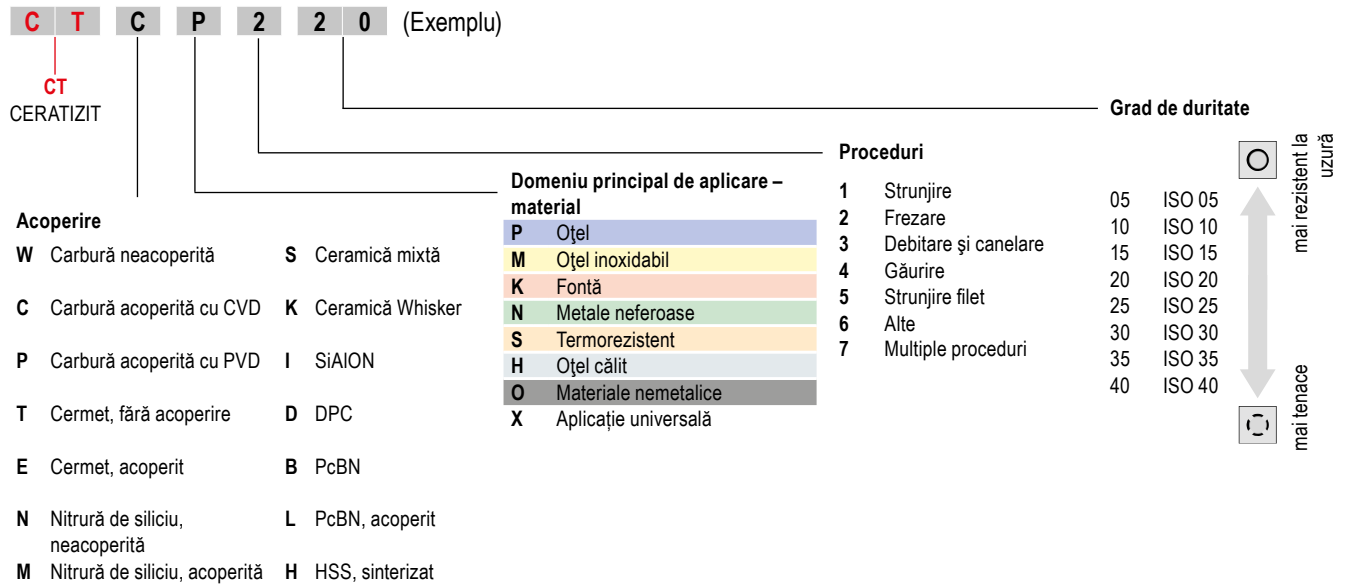 C T C P 2 2 0 (Exemplu)
CT
CERATIZIT
Acoperire
W Carbură neacoperită
C Carbură acoperită cu CVD
P Carbură acoperită cu PVD
T Cermet, fără acoperire
E Cermet, acoperit
N Nitrură de siliciu,
neacoperită
M Nitrură de siliciu, acoperită
S Ceramică mixtă
K Ceramică Whisker
I SiAlON
D DPC
B PcBN
L PcBN, acoperit
H HSS, sinterizat
Domeniu principal de aplicare –
material
P Oţel
M Oţel inoxidabil
K Fontă
N Metale neferoase
S Termorezistent
H Oţel călit
O Materiale nemetalice
X Aplicație universală
Proceduri
1 Strunjire
2 Frezare
3 Debitare şi canelare
4 Găurire
5 Strunjire filet
6 Alte
7 Multiple proceduri
Grad de duritate
05 ISO 05
10 ISO 10
15 ISO 15
20 ISO 20
25 ISO 25
30 ISO 30
35 ISO 35
40 ISO 40
mai rezistent la
uzură
mai tenace